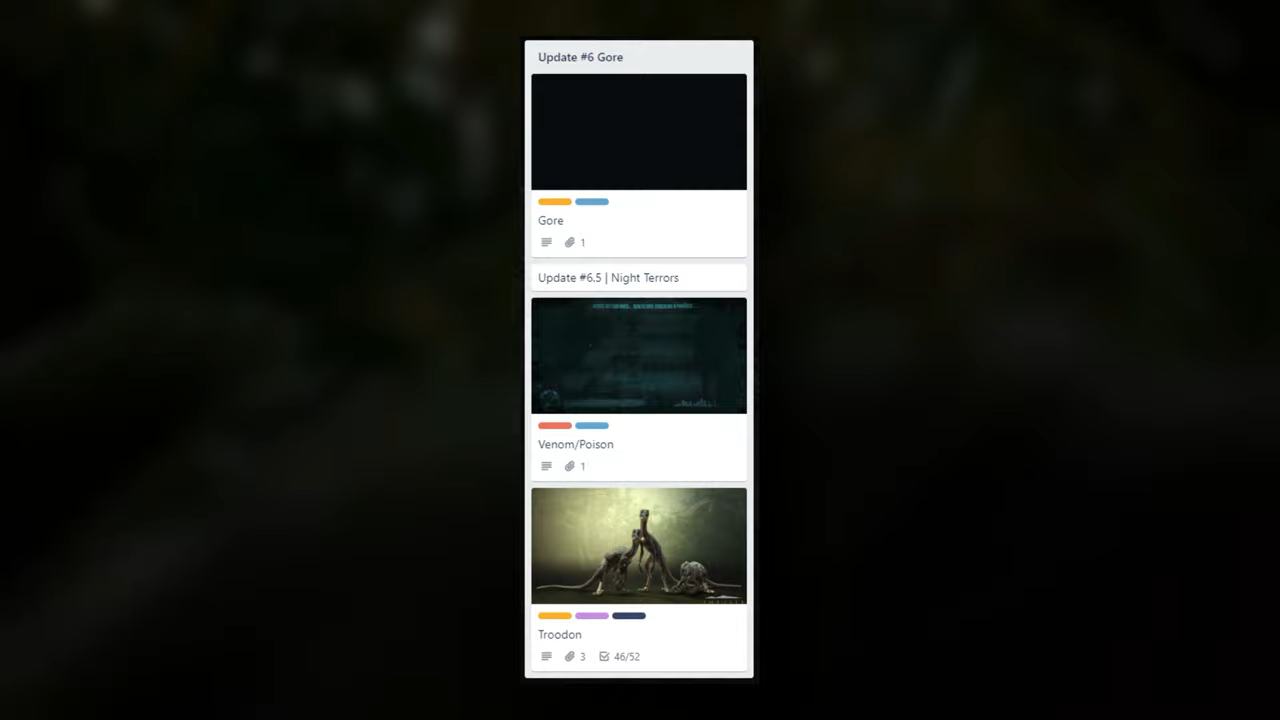 Update #6 Gore
Gore
1
Update #6.5 | Night Terrors
Venom/Poison
1
Troodon
3 46/52